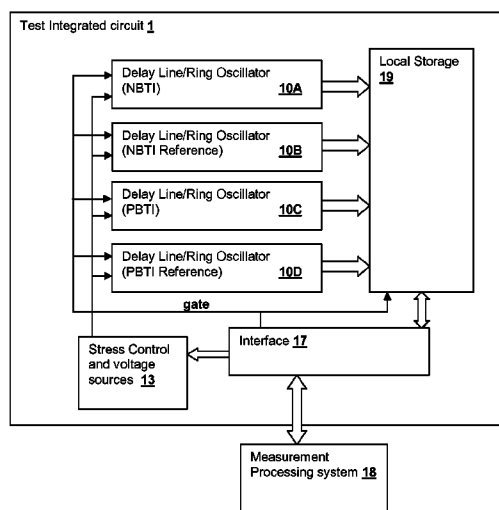 Test Integrated circuit 1
Delay Line/Ring Oscillator
(NBTI) 10A
Delay Line/Ring Oscillator
(NBTI Reference) 10B
Delay Line/Ring Oscillator
(PBTI) 10C
Delay Line/Ring Oscillator
(PBTI Reference) 10D
Local Storage
19
gate
Stress Control
and voltage
sources 13
Interface 17
Measurement
Processing system 18